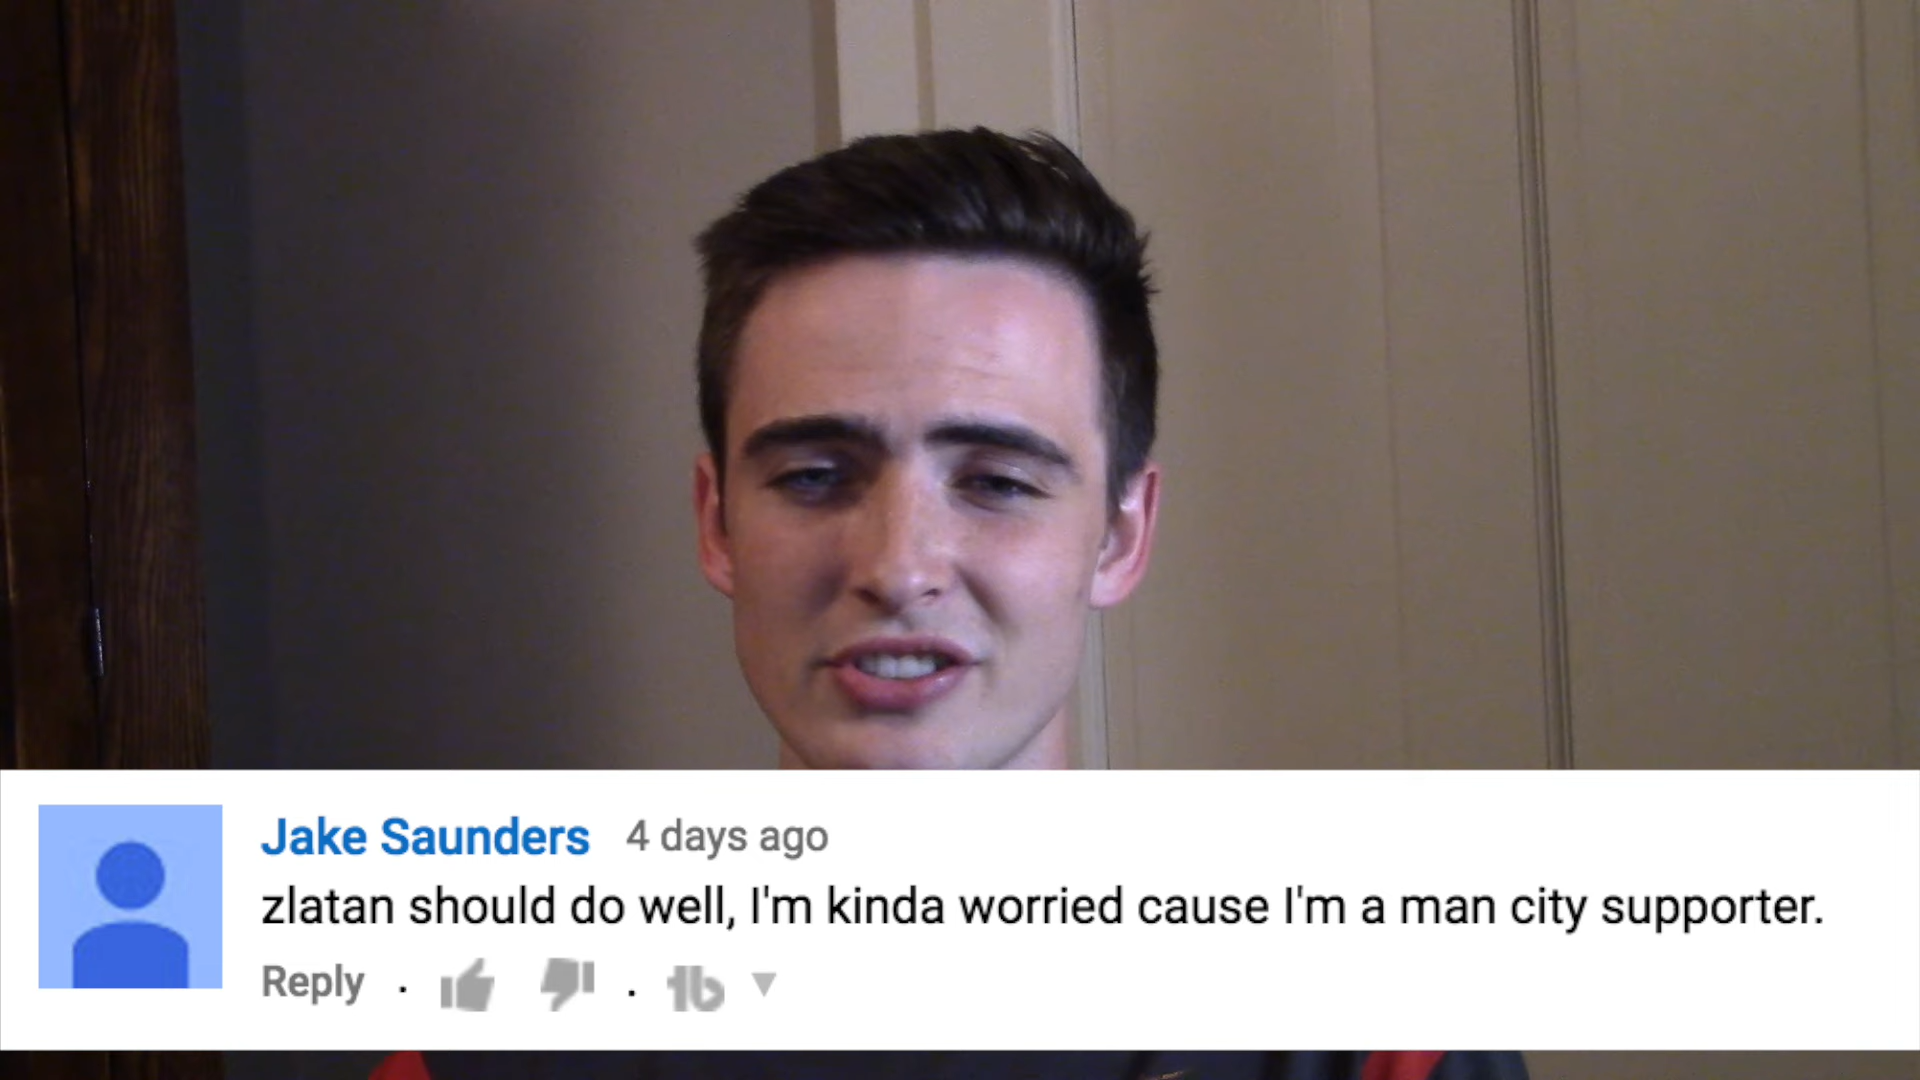 Jake Saunders 4 days ago
zlatan should do well, I'm kinda worried cause I'm a man city supporter.
Reply